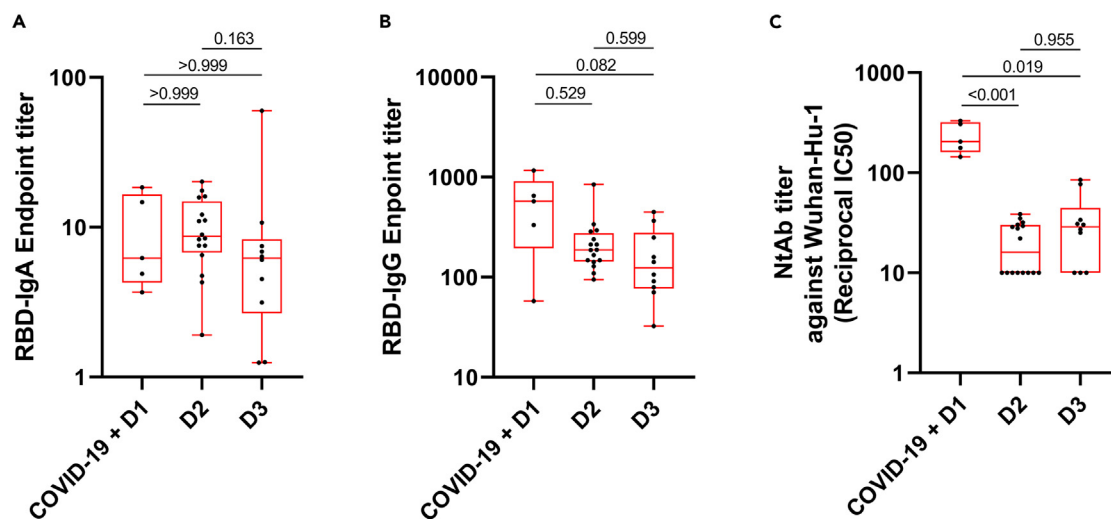 A
0.163
>0.999
>0.999
100
10
1
RBD-IgA Endpoint titer
COVID-19 + D1
D2
D3
B
0.599
0.082
0.529
10000
1000
100
10
RBD-IgG Enpoint titer
COVID-19 + D1
D2
D3
C
0.955
0.019
<0.001
1000
100
10
1
NtAb titer
against Wuhan-Hu-1
(Reciprocal IC50)
COVID-19 + D1
D2
D3